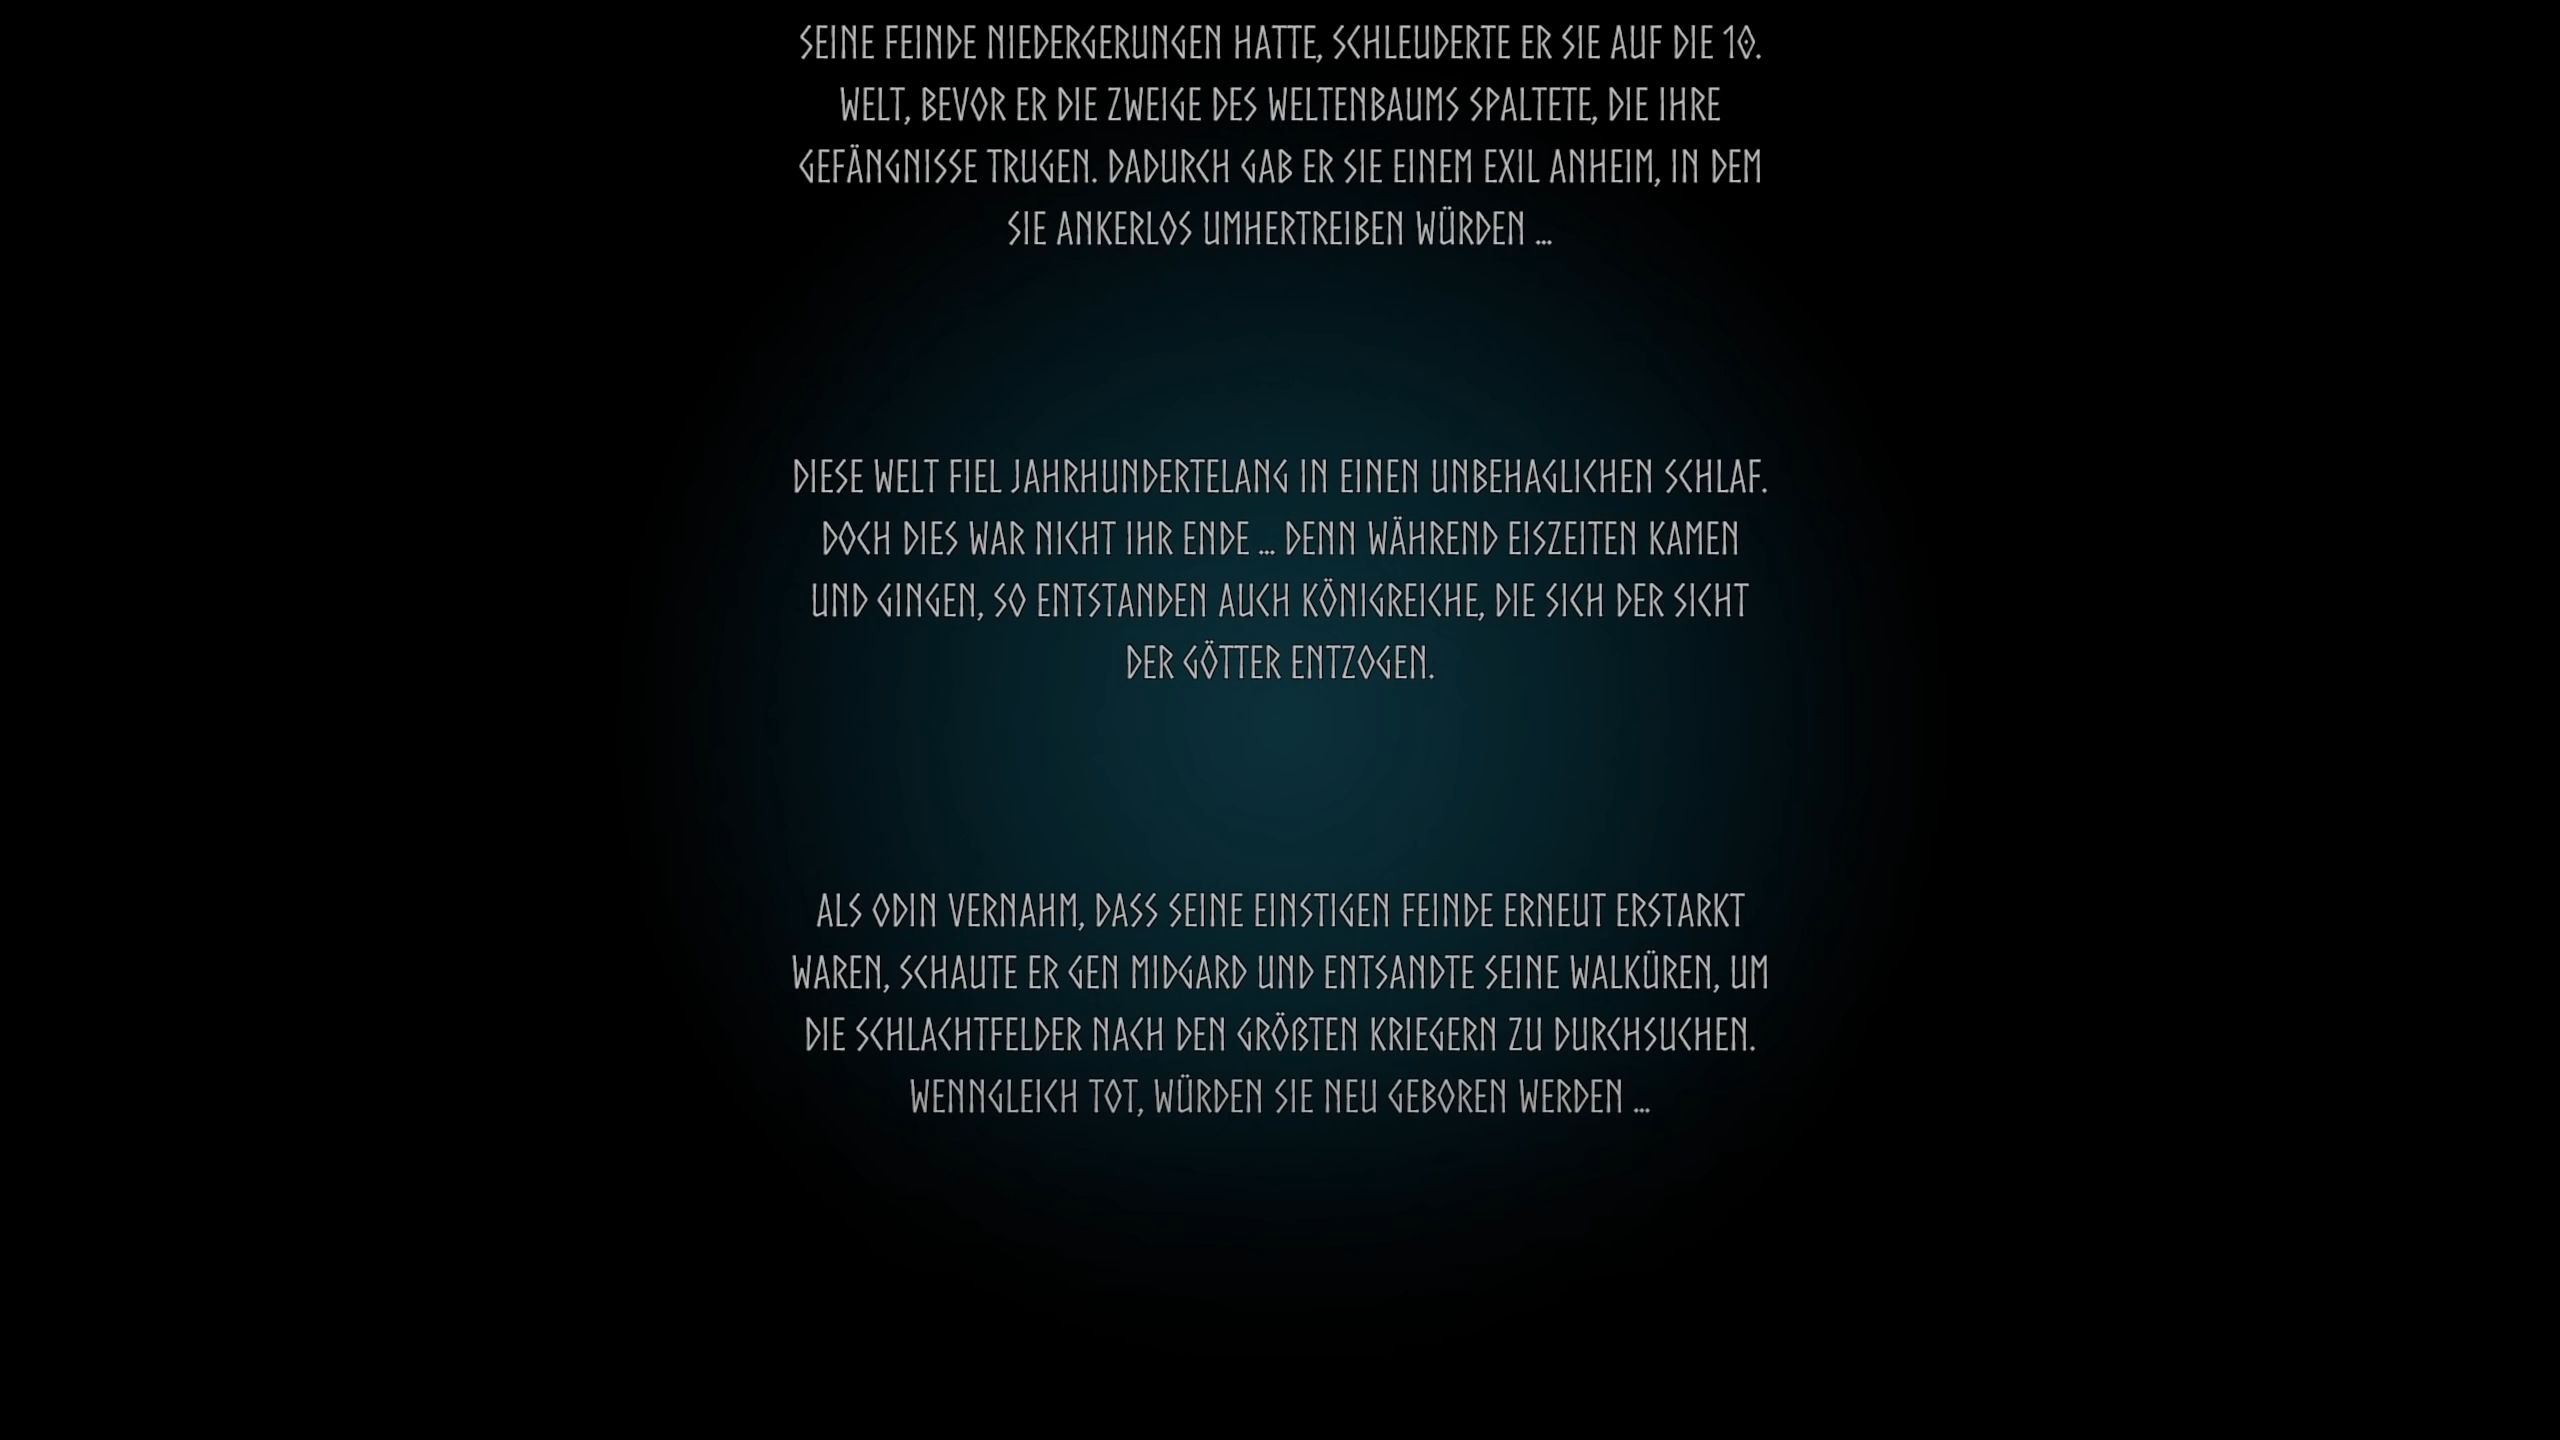 SEINE FEINDE NIEDERGERUNGEN HATTE, SCHLEUDERTE ER SIE AUF DIE 10.
WELT, BEVOR ER DIE ZWEIGE DES WELTENBAUMS SPALTETE, DIE IHRE
GEFÄNGNISSE TRUGEN. DADURCH GAB ER SIE EINEM EXIL ANHEIM, IN DEM
SIE ANKERLOS UMHERTREIBEN WÜRDEN ...
DIESE WELT FIEL JAHRHUNDERTELANG IN EINEN UNBEHAGLICHEN SCHLAF.
DOCH DIES WAR NICHT IHR ENDE ... DENN WÄHREND EISZEITEN KAMEN
UND GINGEN, SO ENTSTANDEN AUCH KÖNIGREICHE, DIE SICH DER SICHT
DER GÖTTER ENTZOGEN.
ALS ODIN VERNAHM, DASS SEINE EINSTIGEN FEINDE ERNEUT ERSTARKT
WAREN, SCHAUTE ER GEN MIDGARD UND ENTSANDTE SEINE WALKÜREN, UM
DIE SCHLACHTFELDER NACH DEN GRÖßTEN KRIEGERN ZU DURCHSUCHEN.
WENNGLEICH TOT, WÜRDEN SIE NEU GEBOREN WERDEN ...